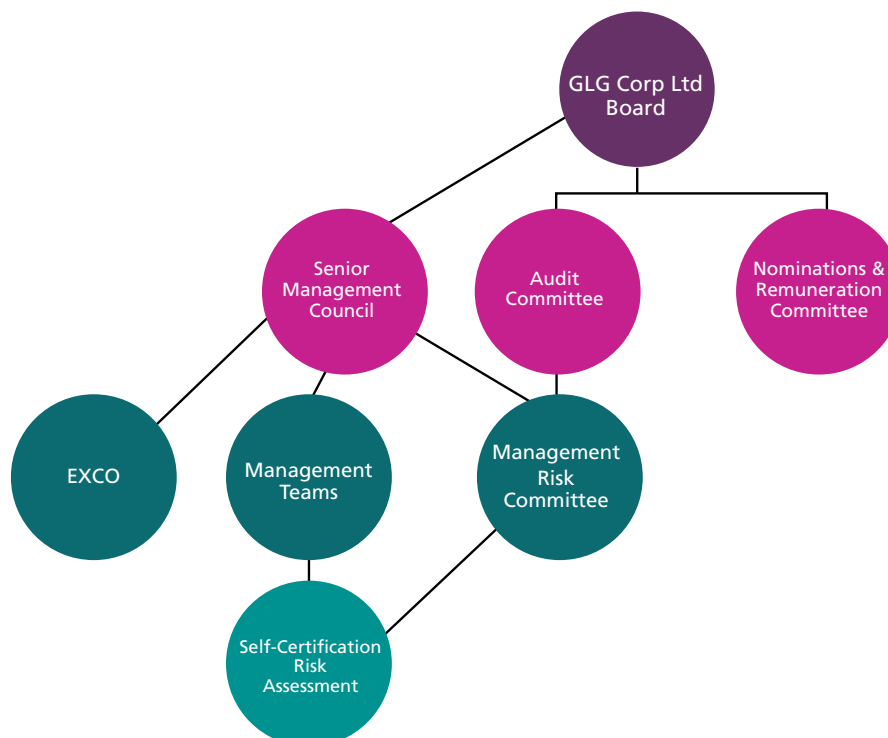 GLG Corp Ltd
Board
Senior
Management
Council
Audit
Committee
Nominations &
Remuneration
Committee
EXCO
Management
Teams
Management
Risk
Committee
Self-Certification
Risk
Assessment